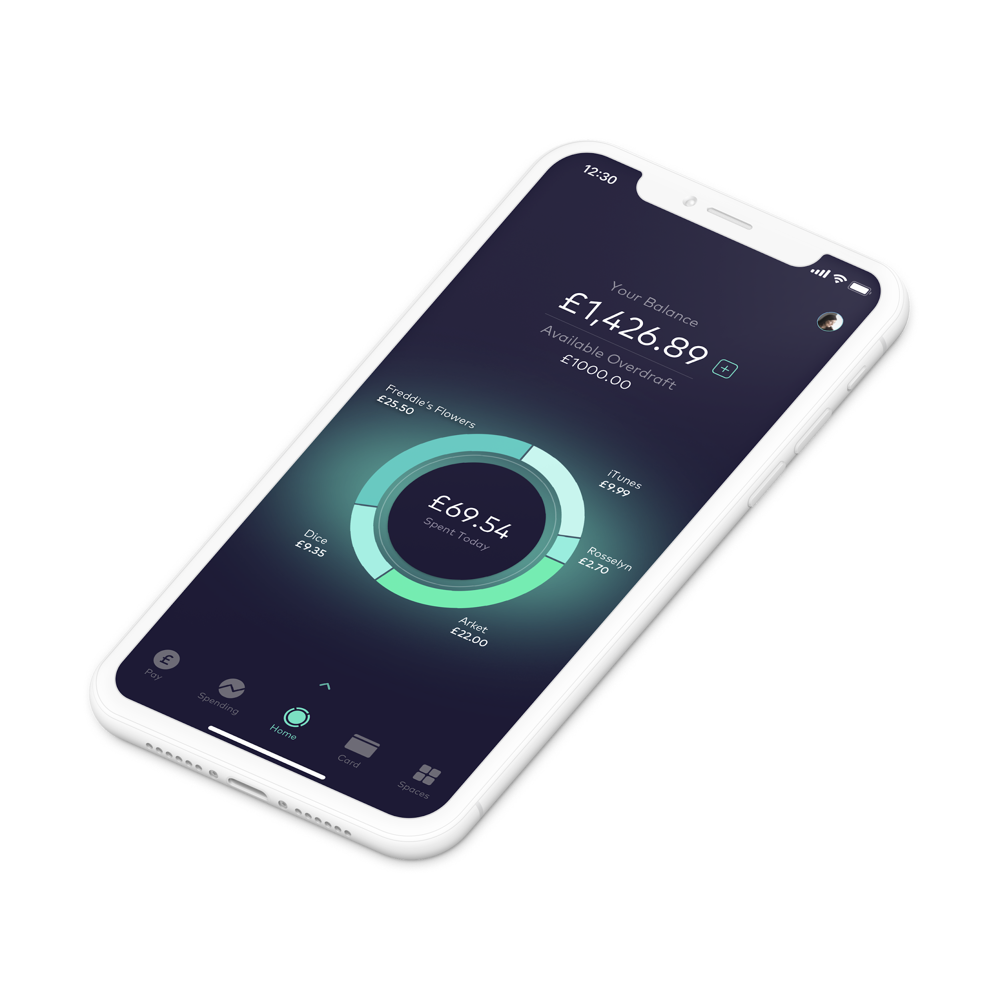 12:30
Your Balance
£1,426.89
Available Overdraft
£1000.00
Freddie's Flowers
£25.50
iTunes
£9.99
£69.54
Spent Today
Dice
£9.35
Rosselyn
£2.70
Arket
£22.00
£
Pay
Spending
Home
Card
Spaces